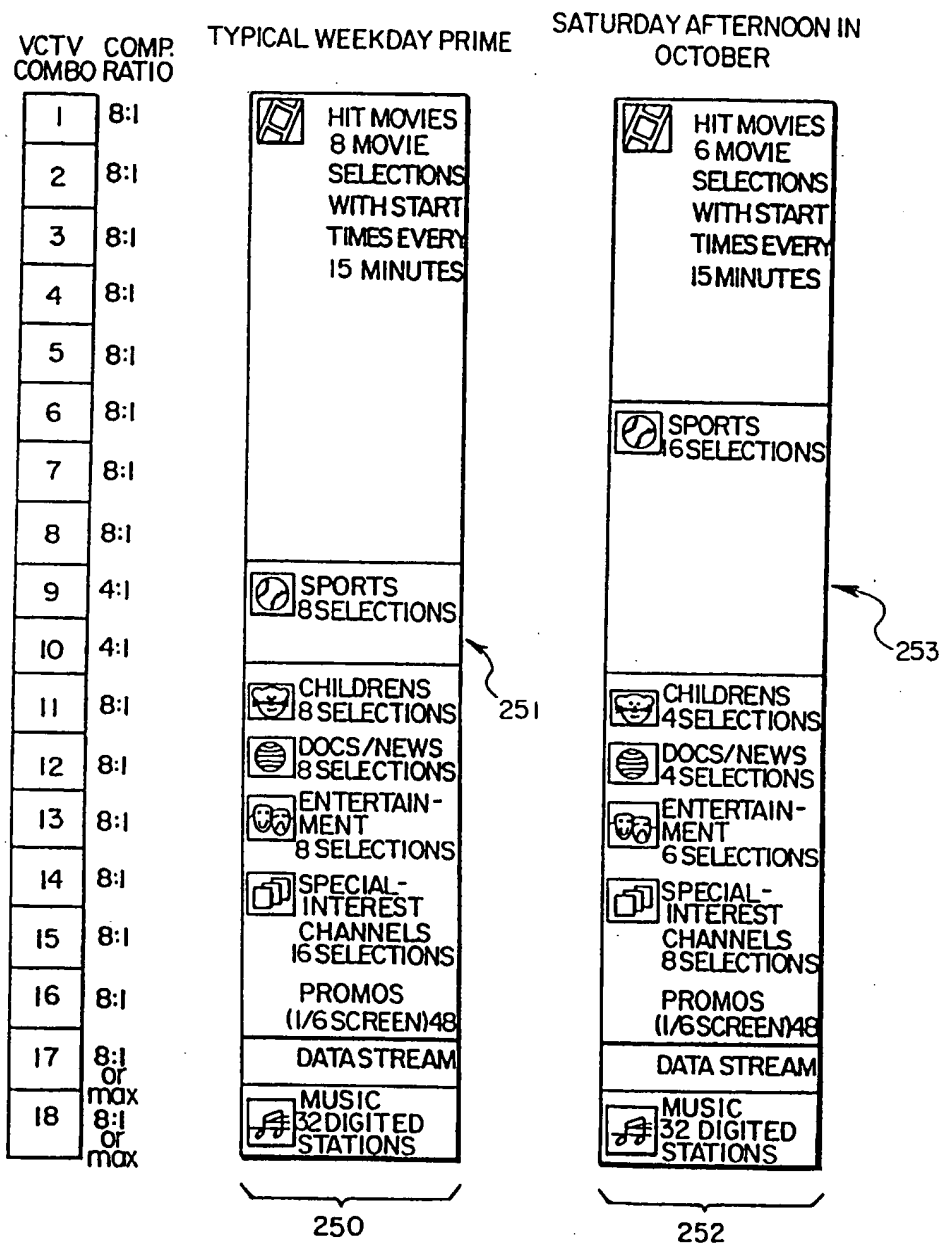 VCTV COMBO
COMP. RATIO
1 8:1
2 8:1
3 8:1
4 8:1
5 8:1
6 8:1
7 8:1
8 8:1
9 4:1
10 4:1
11 8:1
12 8:1
13 8:1
14 8:1
15 8:1
16 8:1
17 8:1 or max
18 8:1 or max
TYPICAL WEEKDAY PRIME
HIT MOVIES
8 MOVIE
SELECTIONS
WITH START
TIMES EVERY
15 MINUTES
SPORTS
8 SELECTIONS
CHILDRENS
8 SELECTIONS
DOCS/NEWS
8 SELECTIONS
ENTERTAIN-
MENT
8 SELECTIONS
SPECIAL-
INTEREST
CHANNELS
16 SELECTIONS
PROMOS
(1/6 SCREEN) 48
DATA STREAM
MUSIC
32 DIGITED
STATIONS
250
251
SATURDAY AFTERNOON IN
OCTOBER
HIT MOVIES
6 MOVIE
SELECTIONS
WITH START
TIMES EVERY
15 MINUTES
SPORTS
16 SELECTIONS
CHILDRENS
4 SELECTIONS
DOCS/NEWS
4 SELECTIONS
ENTERTAIN-
MENT
6 SELECTIONS
SPECIAL-
INTEREST
CHANNELS
8 SELECTIONS
PROMOS
(1/6 SCREEN) 48
DATA STREAM
MUSIC
32 DIGITED
STATIONS
252
253